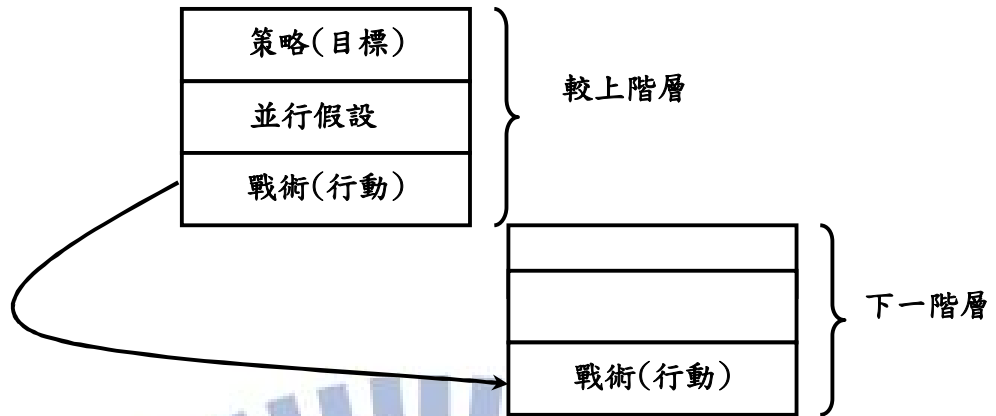 策略(目標)
並行假設
戰術(行動)
較上階層
戰術(行動)
下一階層